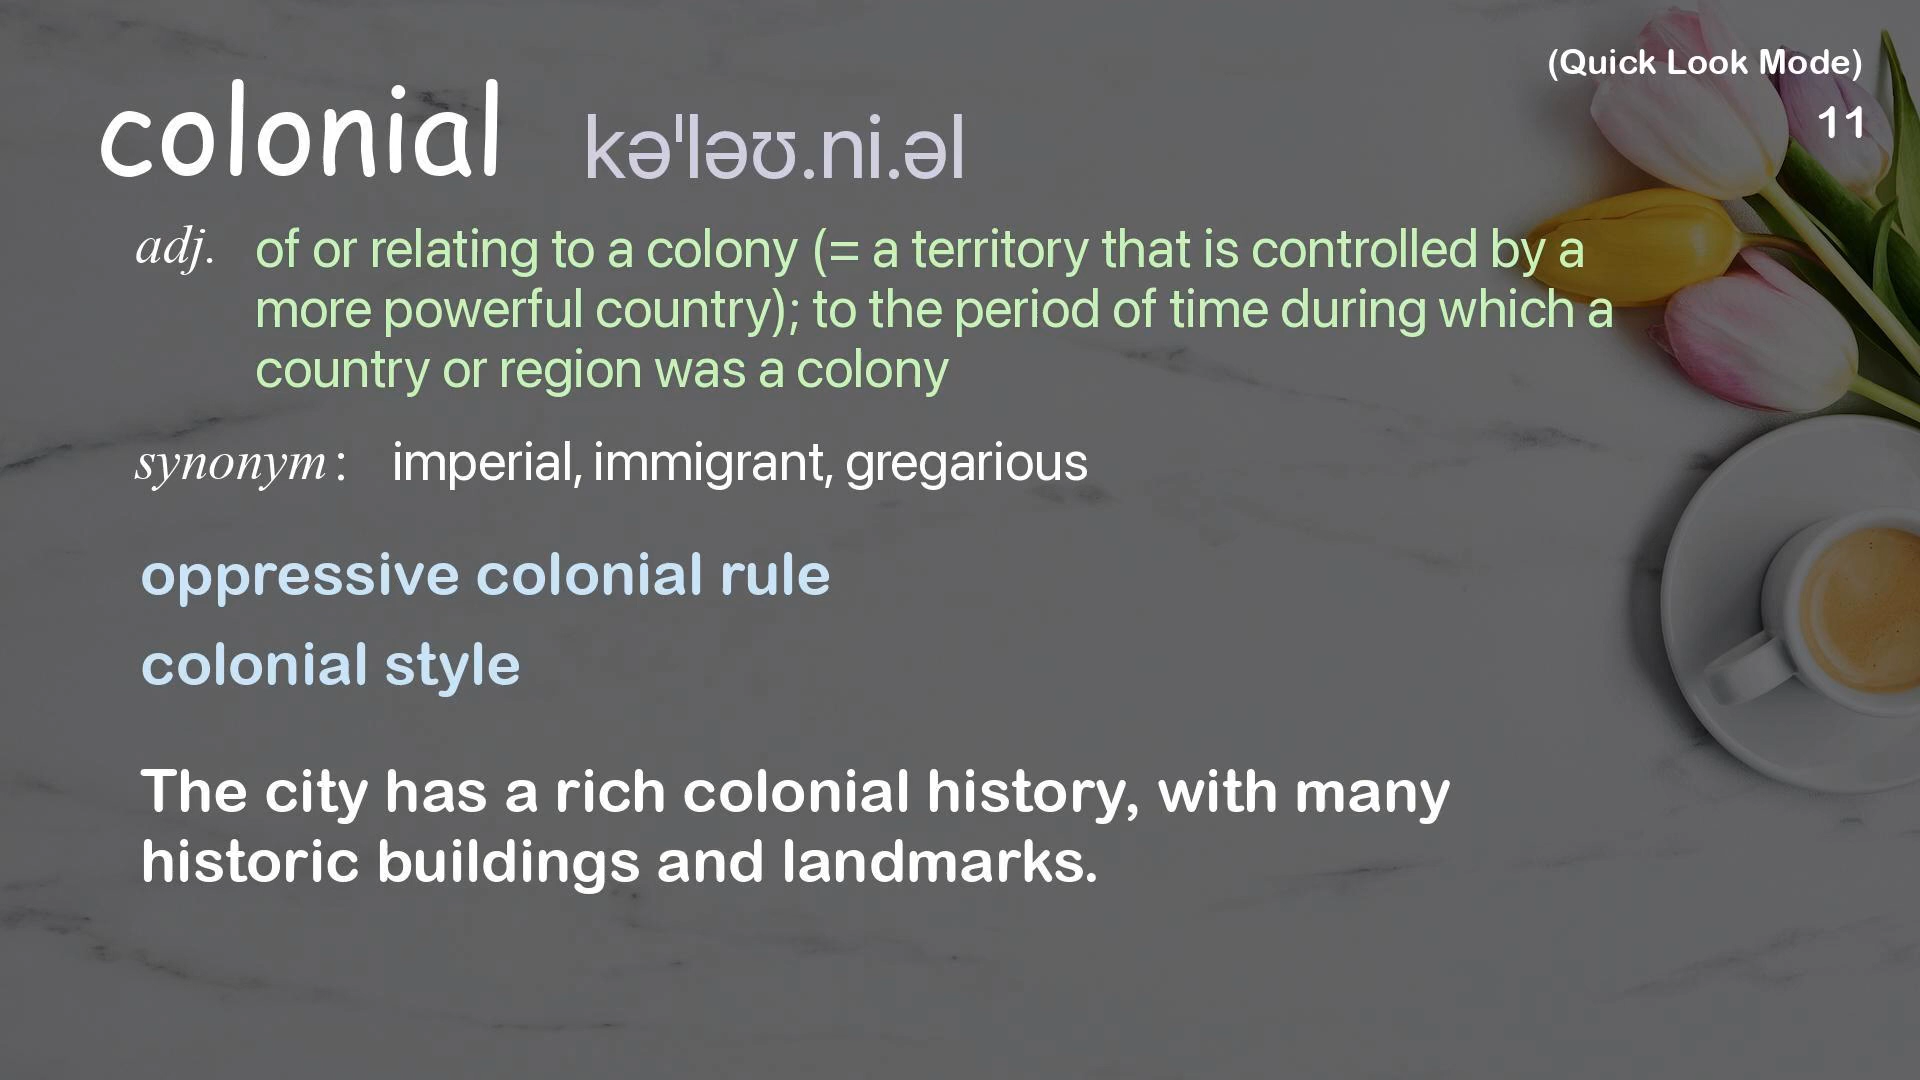 (Quick Look Mode)
11
colonial kəˈləʊ.ni.əl
adj. of or relating to a colony (= a territory that is controlled by a
more powerful country); to the period of time during which a
country or region was a colony
synonym: imperial, immigrant, gregarious
oppressive colonial rule
colonial style
The city has a rich colonial history, with many
historic buildings and landmarks.